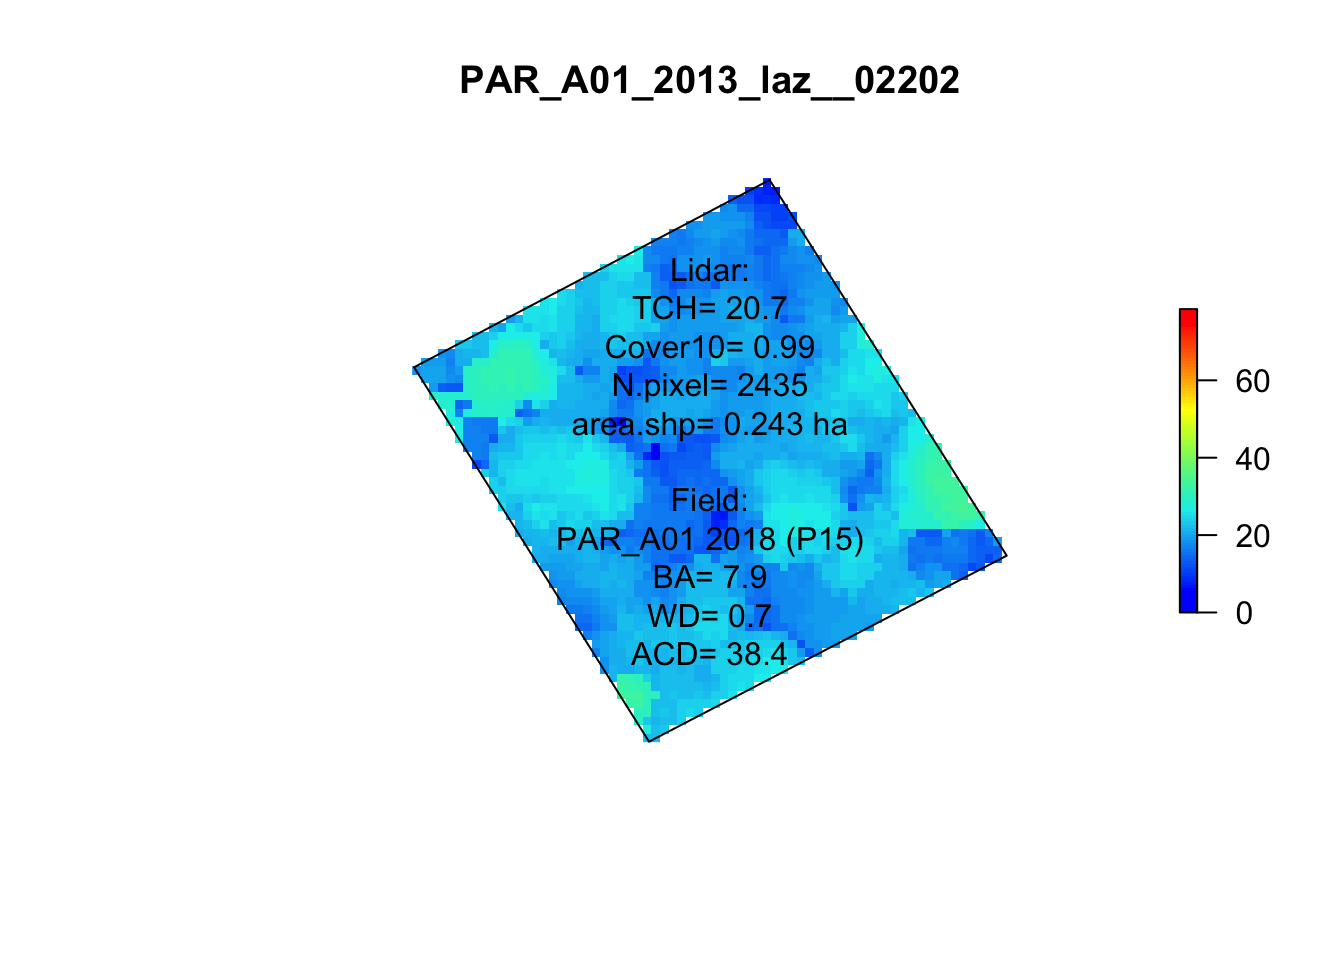 PAR_A01_2013_laz__02202
Lidar:
TCH= 20.7
Cover10= 0.99
N.pixel= 2435
area.shp= 0.243 ha
Field:
PAR_A01 2018 (P15)
BA= 7.9
WD= 0.7
ACD= 38.4
60
40
20
0